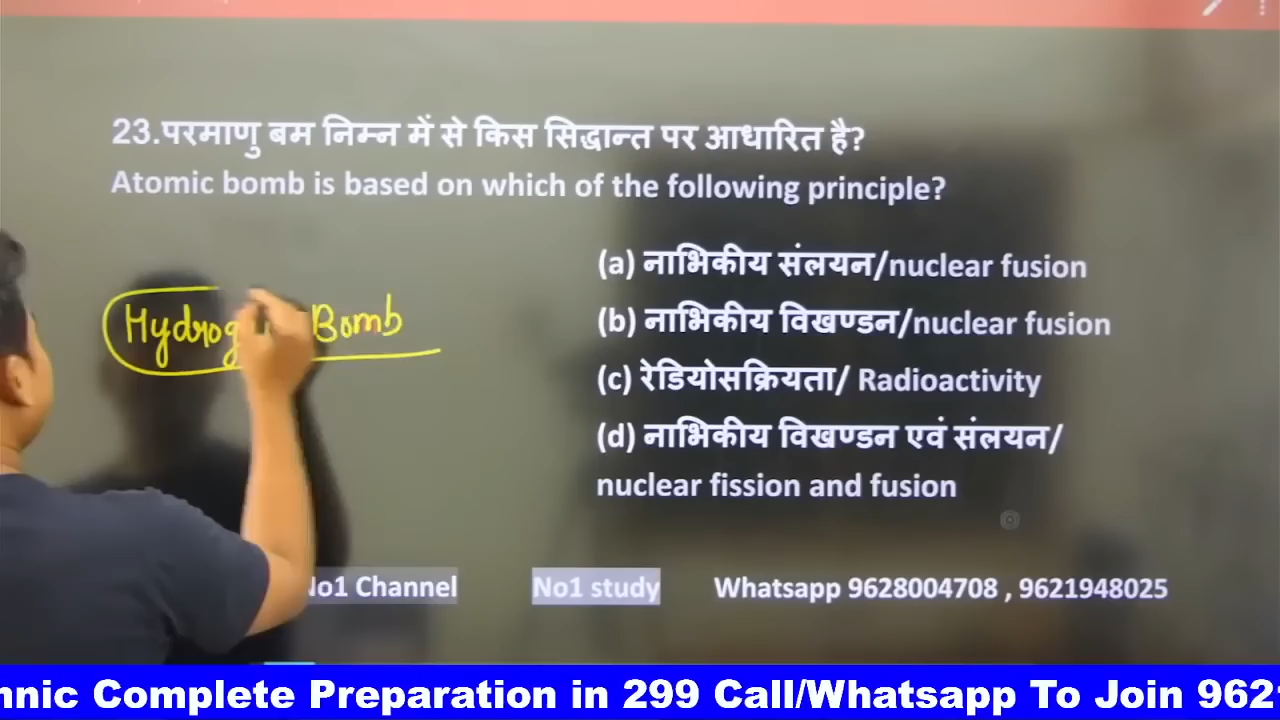 23.परमाणु बम निम्न में से किस सिद्धान्त पर आधारित है?
Atomic bomb is based on which of the following principle?
(a) नाभिकीय संलयन/nuclear fusion
Bomb
(b) नाभिकीय विखण्डन/nuclear fusion
(c) रेडियोसक्रियता/ Radioactivity
(d) नाभिकीय विखण्डन एवं संलयन/
nuclear fission and fusion
No1 Channel No1 study Whatsapp 9628004708 , 9621948025
Complete Preparation in 299 Call/Whatsapp To Join